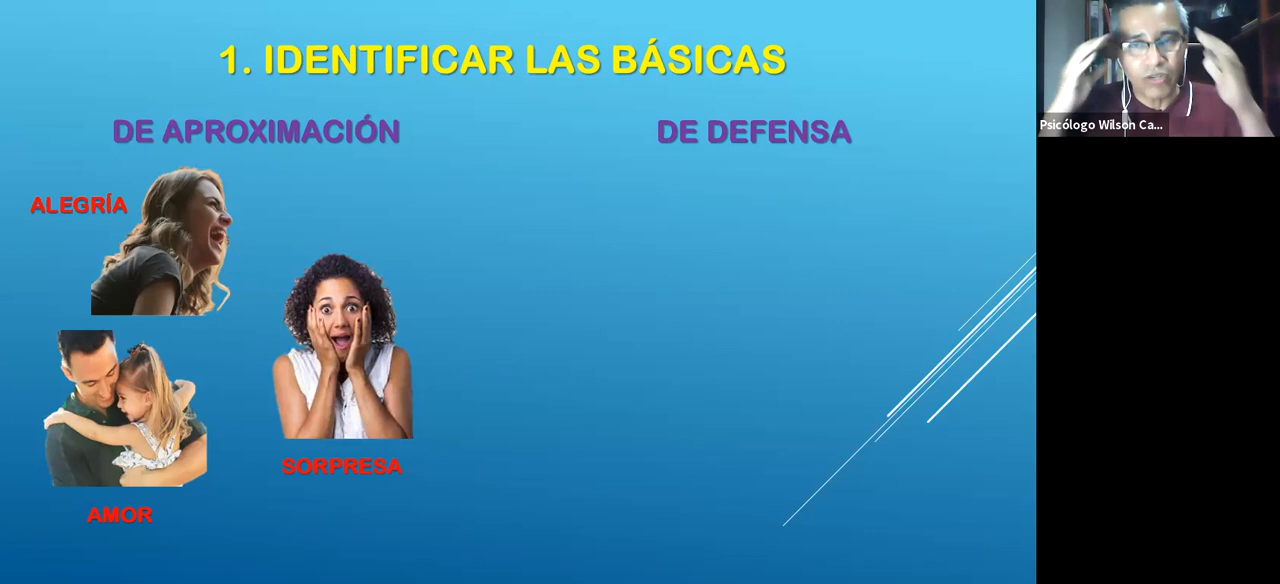 1. IDENTIFICAR LAS BÁSICAS
DE APROXIMACIÓN
DE DEFENSA
ALEGRÍA
SORPRESA
AMOR
Psicólogo Wilson Ca...